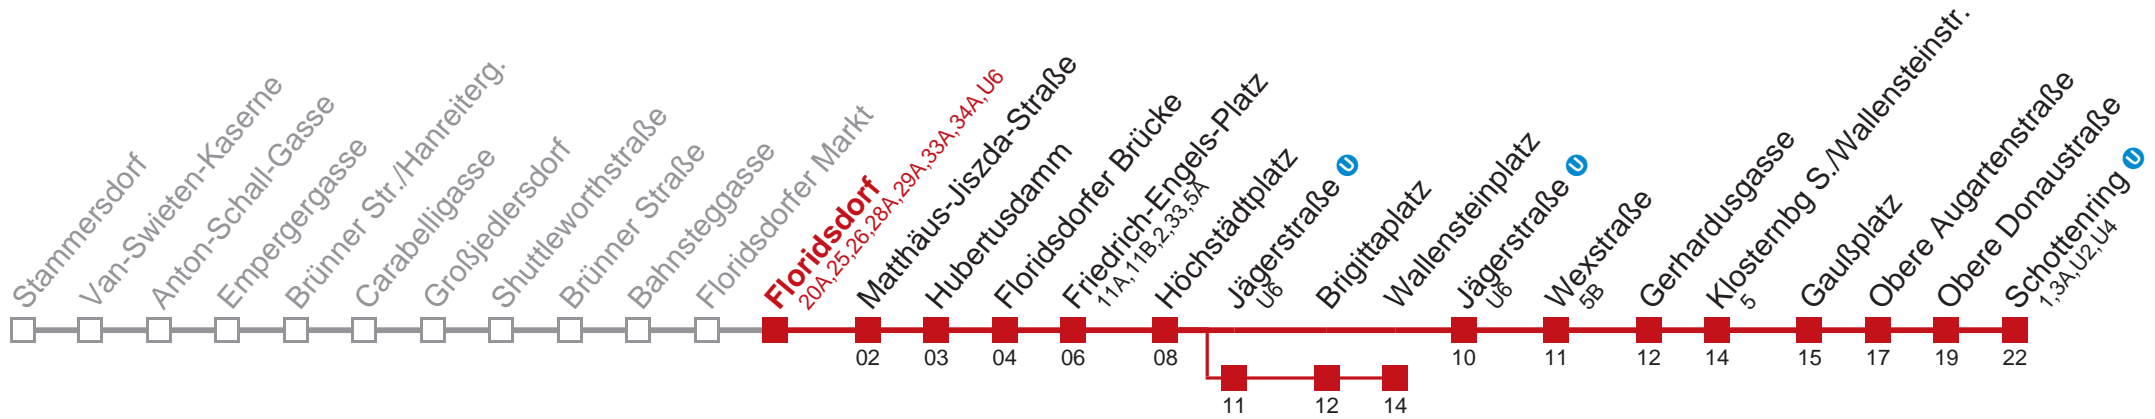 Stammersdorf
Van-Swieten-Kaserne
Anton-Schall-Gasse
Empergergasse
Brünner Str./Hanreiterg.
Carabelligasse
Großjedlersdorf
Shuttleworthstraße
Brünner Straße
Bahnsteggasse
Floridsdorfer Markt
Floridsdorf
20A,25,26,28A,29A,33A,34A,U6
Matthäus-Jiszda-Straße
Hubertusdamm
Floridsdorfer Brücke
Friedrich-Engels-Platz
11A,11B,2,33,5A
Höchstädtplatz
Jägerstraße U
U6
Brigittaplatz
Wallensteinplatz
Jägerstraße U
U6
Wexstraße
5B
Gerhardusgasse
Klosternbg S./Wallensteinstr.
5
Gaußplatz
Obere Augartenstraße
Obere Donaustraße
Schottenring U
1,3A,U2,U4
02 03 04 06 08 10 11 12 14 15 17 19 22
11 12 14